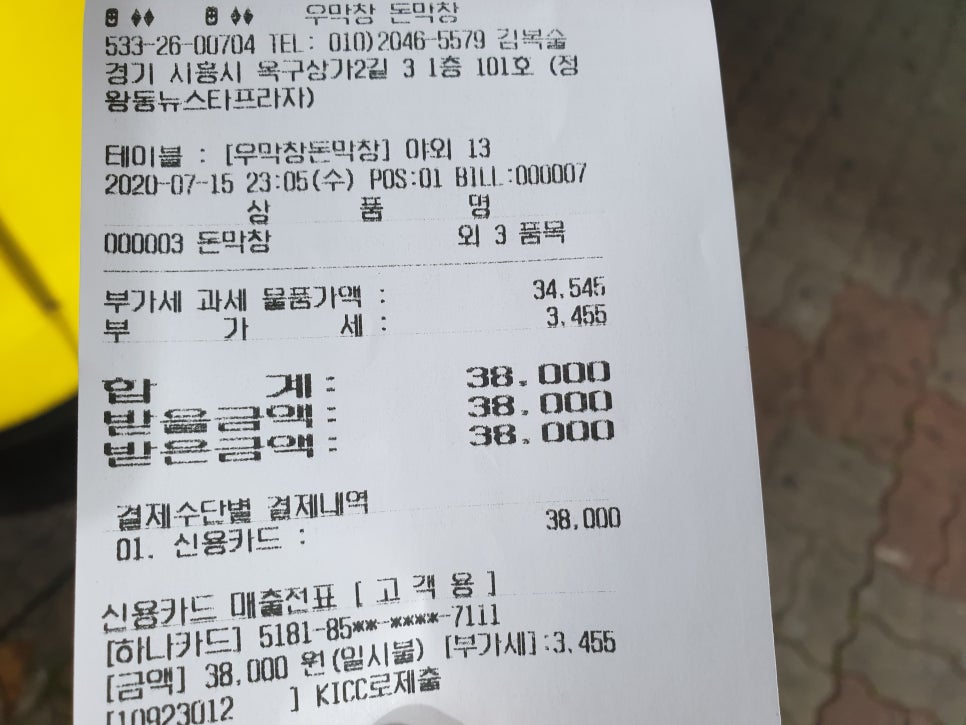 우막창 돈막창
533-26-00704 TEL: 010)2046-5579 김복술
경기 시흥시 옥구상가2길 3 1층 101호 (정
왕동뉴스타프라자)
테이블 : [우막창돈막창] 야외 13
2020-07-15 23:05(수) POS:01 BILL:000007
상 품 명
000003 돈막창 외 3 품목
부가세 과세 물품가액 : 34,545
부 가 세 : 3,455
합 계 : 38,000
받을금액 : 38,000
받은금액 : 38,000
결제수단별 결제내역
01. 신용카드 : 38,000
신용카드 매출전표 [ 고 객 용 ]
[하나카드] 5181-85**-****-7111
[금액] 38,000 원(일시불) [부가세]:3,455
[10923012 ] KICC로제출